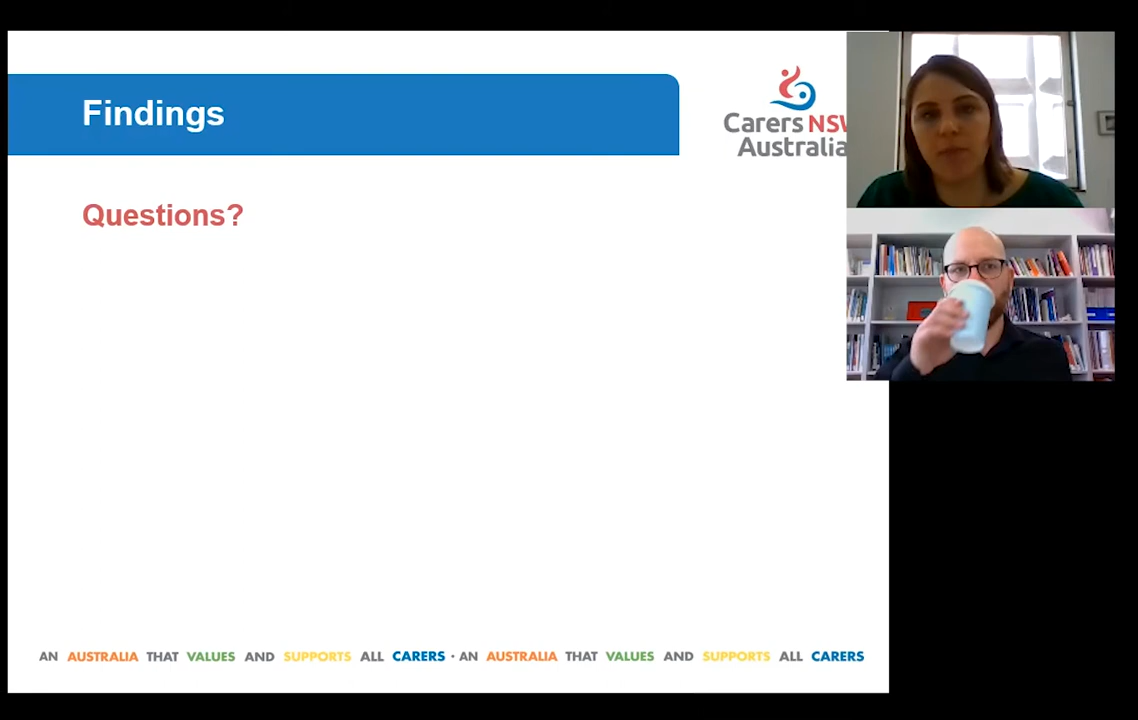 Findings
Carers NSW
Australia
Questions?
AN AUSTRALIA THAT VALUES AND SUPPORTS ALL CARERS · AN AUSTRALIA THAT VALUES AND SUPPORTS ALL CARERS